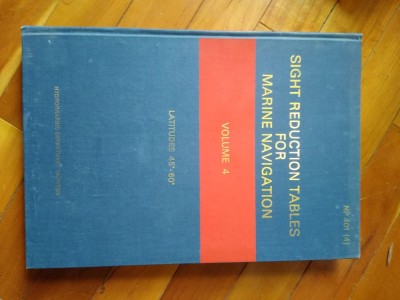 NP 401 (4)
SIGHT REDUCTION TABLES
FOR
MARINE NAVIGATION
VOLUME 4
LATITUDES 45°-60°